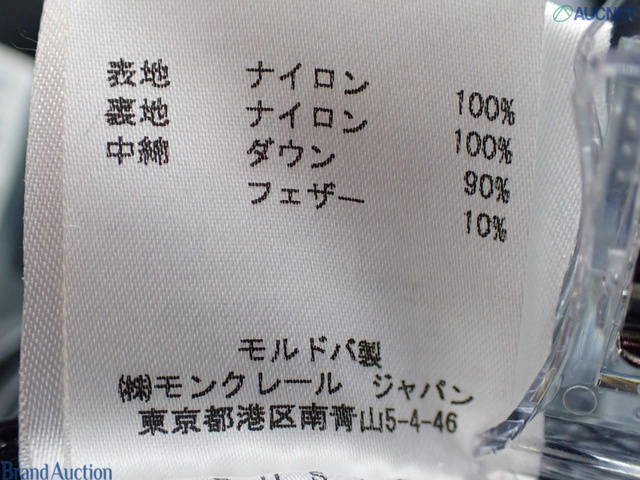 AUCNET
表地 ナイロン 100%
裏地 ナイロン 100%
中綿 ダウン 90%
フェザー 10%
モルドバ製
㈱モンクレール ジャパン
東京都港区南青山5-4-46
Brand Auction